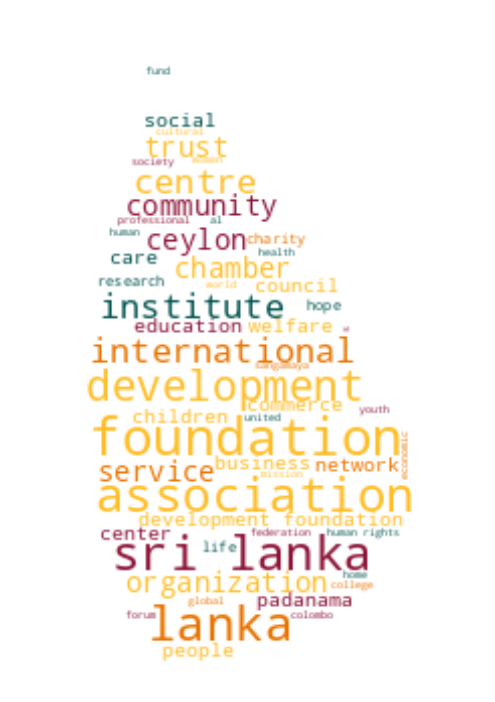 fund
social
cultural
trust
society women
centre
community
professional al
human ceylon charity
care health
chamber
research world council
institute hope
education welfare
international
sangamaya
development
commerce youth
children united
foundation
economic
service business network
mission
association
development foundation
center federation human rights
sri lanka
life
organization home
college
global padanama
forum lanka colombo
people